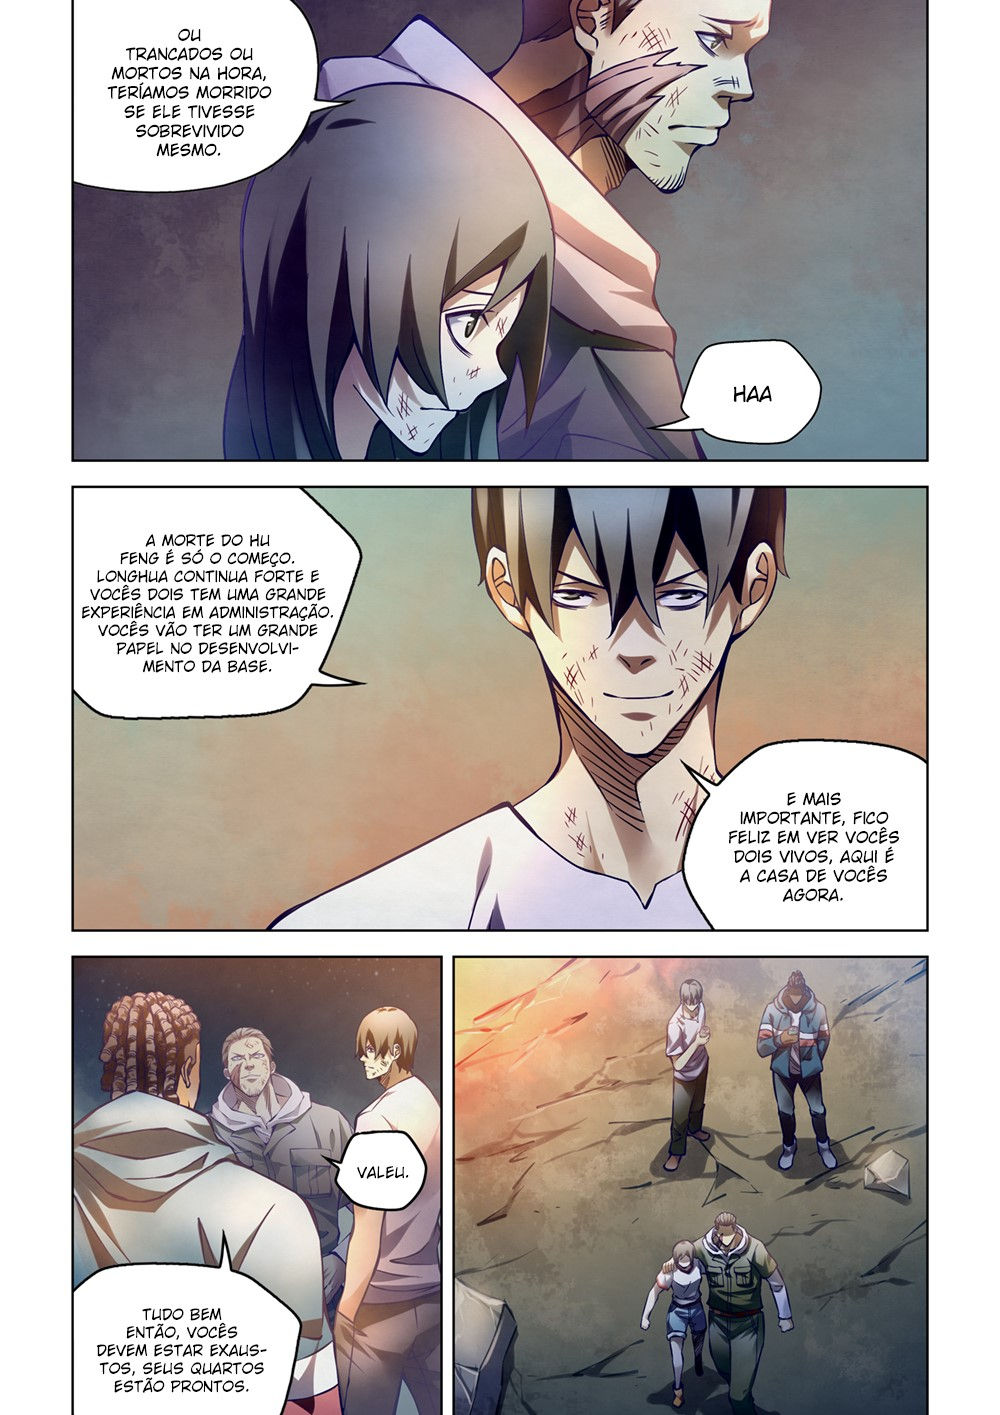 OU
TRANCADOS OU
MORTOS NA HORA,
TERÍAMOS MORRIDO
SE ELE TIVESSE
SOBREVIVIDO
MESMO.
HAA
A MORTE DO HU
FENG É SÓ O COMEÇO.
LONGHUA CONTINUA FORTE E
VOCÊS DOIS TEM UMA GRANDE
EXPERIÊNCIA EM ADMINISTRAÇÃO.
VOCÊS VÃO TER UM GRANDE
PAPEL NO DESENVOLVI-
MENTO DA BASE.
E MAIS
IMPORTANTE, FICO
FELIZ EM VER VOCÊS
DOIS VIVOS, AQUI É
A CASA DE VOCÊS
AGORA.
VALEU.
TUDO BEM
ENTÃO, VOCÊS
DEVEM ESTAR EXAUS-
TOS, SEUS QUARTOS
ESTÃO PRONTOS.